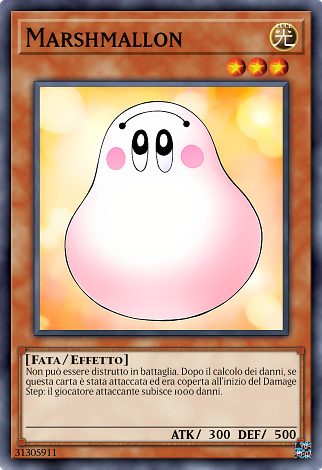 Marshmallon
光
[Fata/Effetto]
Non può essere distrutto in battaglia. Dopo il calcolo dei danni, se
questa carta è stata attaccata ed era coperta all'inizio del Damage
Step: il giocatore attaccante subisce 1000 danni.
ATK/ 300 DEF/ 500
31305911